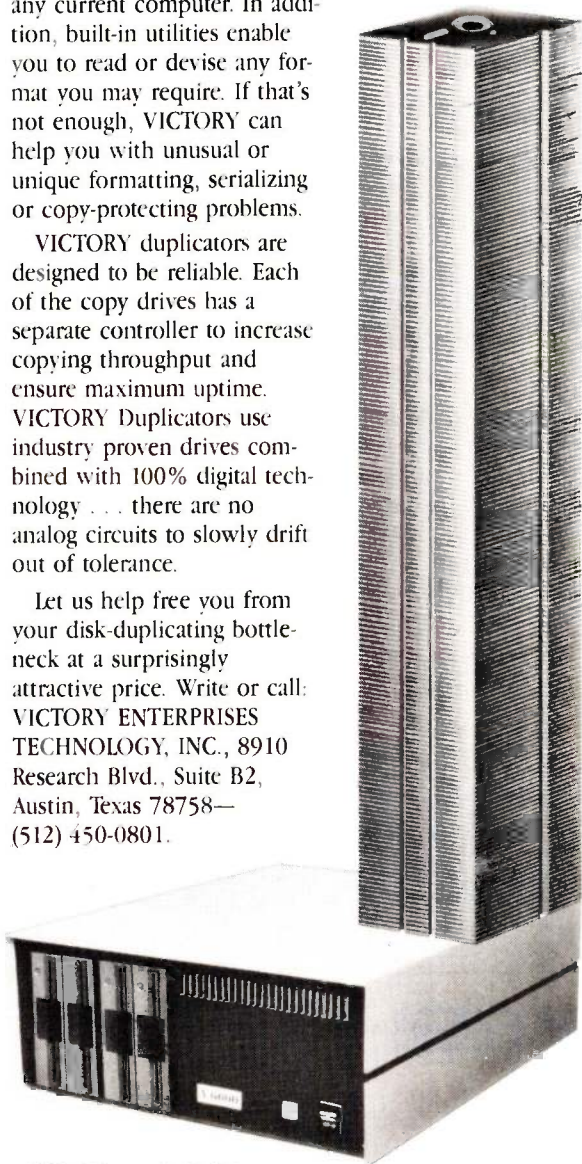 any current computer. In addi-
tion, built-in utilities enable
you to read or devise any for-
mat you may require. If that's
not enough, VICTORY can
help you with unusual or
unique formatting, serializing
or copy-protecting problems.
VICTORY duplicators are
designed to be reliable. Each
of the copy drives has a
separate controller to increase
copying throughput and
ensure maximum uptime.
VICTORY Duplicators use
industry proven drives com-
bined with 100% digital tech-
nology . . . there are no
analog circuits to slowly drift
out of tolerance.
Let us help free you from
your disk-duplicating bottle-
neck at a surprisingly
attractive price. Write or call:
VICTORY ENTERPRISES
TECHNOLOGY, INC., 8910
Research Blvd., Suite B2,
Austin, Texas 78758—
(512) 450-0801.